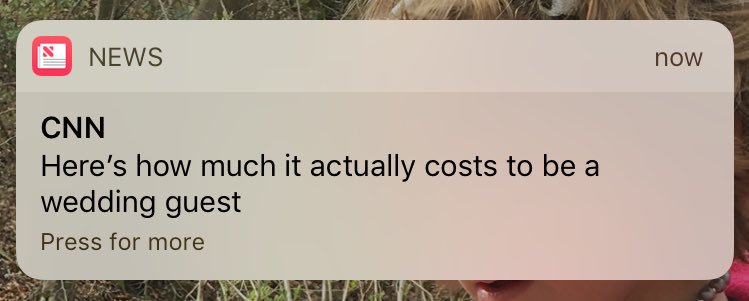 NEWS now
CNN
Here’s how much it actually costs to be a
wedding guest
Press for more